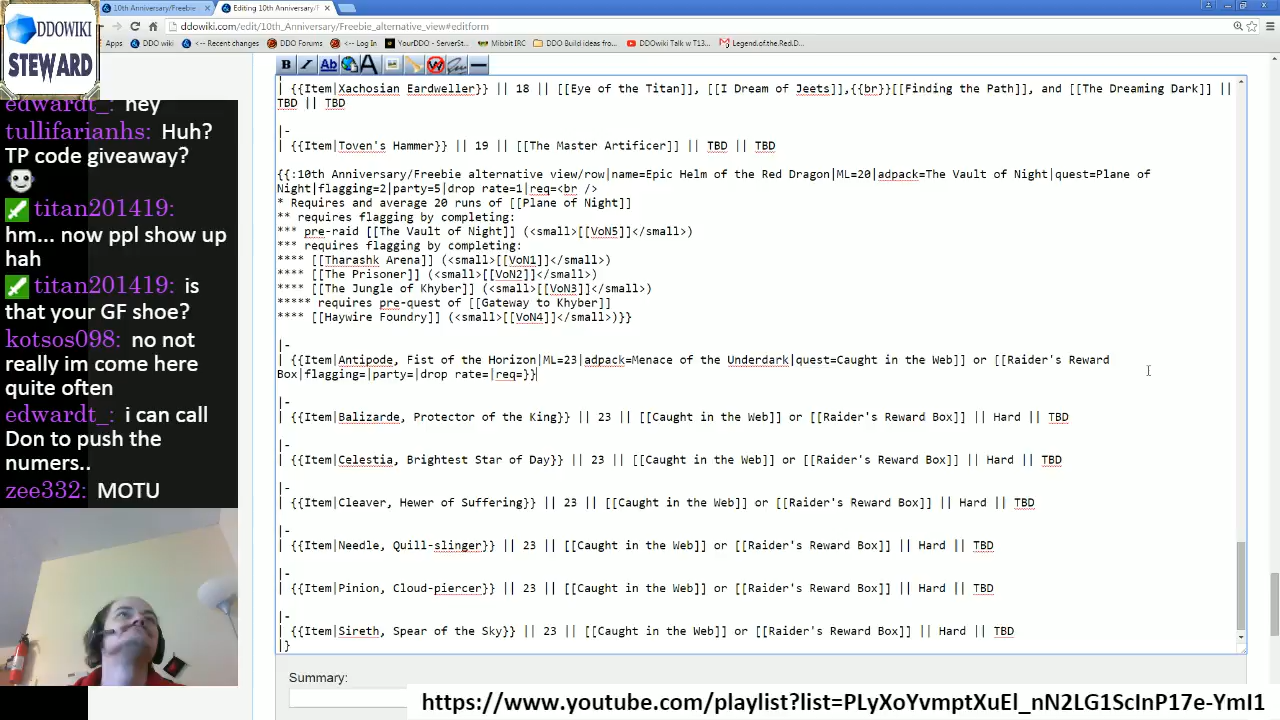 DDOWIKI
STEWARD
10th Anniversary/Freebie
Editing 10th Anniversary/F
ddowiki.com/edit/10th_Anniversary/Freebie_alternative_view#editform
Apps DDO wiki <-- Recent changes DDO Forums <-- Log In YourDDO - ServerSt... Mibbit IRC DDO Build ideas from... DDOwiki Talk w T13... Legend.of.the.Red.D...
B I Ab A
edwardt_: hey
tullifarianhs: Huh?
TP code giveaway?
titan201419:
hm... now ppl show up
hah
titan201419: is
that your GF shoe?
kotsos098: no not
really im come here
quite often
edwardt_: i can call
Don to push the
numers..
zee332: MOTU
| {{Item|Xachosian Eardweller}} || 18 || [[Eye of the Titan]], [[I Dream of Jeets]],{{br}}[[Finding the Path]], and [[The Dreaming Dark]] ||
TBD || TBD
|-
| {{Item|Toven's Hammer}} || 19 || [[The Master Artificer]] || TBD || TBD
{{:10th Anniversary/Freebie alternative view/row|name=Epic Helm of the Red Dragon|ML=20|adpack=The Vault of Night|quest=Plane of
Night|flagging=2|party=5|drop rate=1|req=<br />
* Requires and average 20 runs of [[Plane of Night]]
** requires flagging by completing:
*** pre-raid [[The Vault of Night]] (<small>[[VoN5]]</small>)
*** requires flagging by completing:
**** [[Tharashk Arena]] (<small>[[VoN1]]</small>)
**** [[The Prisoner]] (<small>[[VoN2]]</small>)
**** [[The Jungle of Khyber]] (<small>[[VoN3]]</small>)
***** requires pre-quest of [[Gateway to Khyber]]
**** [[Haywire Foundry]] (<small>[[VoN4]]</small>)}}
|-
| {{Item|Antipode, Fist of the Horizon|ML=23|adpack=Menace of the Underdark|quest=Caught in the Web]] or [[Raider's Reward
Box|flagging=|party=|drop rate=|req=}}
|-
| {{Item|Balizarde, Protector of the King}} || 23 || [[Caught in the Web]] or [[Raider's Reward Box]] || Hard || TBD
|-
| {{Item|Celestia, Brightest Star of Day}} || 23 || [[Caught in the Web]] or [[Raider's Reward Box]] || Hard || TBD
|-
| {{Item|Cleaver, Hewer of Suffering}} || 23 || [[Caught in the Web]] or [[Raider's Reward Box]] || Hard || TBD
|-
| {{Item|Needle, Quill-slinger}} || 23 || [[Caught in the Web]] or [[Raider's Reward Box]] || Hard || TBD
|-
| {{Item|Pinion, Cloud-piercer}} || 23 || [[Caught in the Web]] or [[Raider's Reward Box]] || Hard || TBD
|-
| {{Item|Sireth, Spear of the Sky}} || 23 || [[Caught in the Web]] or [[Raider's Reward Box]] || Hard || TBD
|}
Summary:
https://www.youtube.com/playlist?list=PLyXoYvmptXuEl_nN2LG1ScInP17e-YmI1